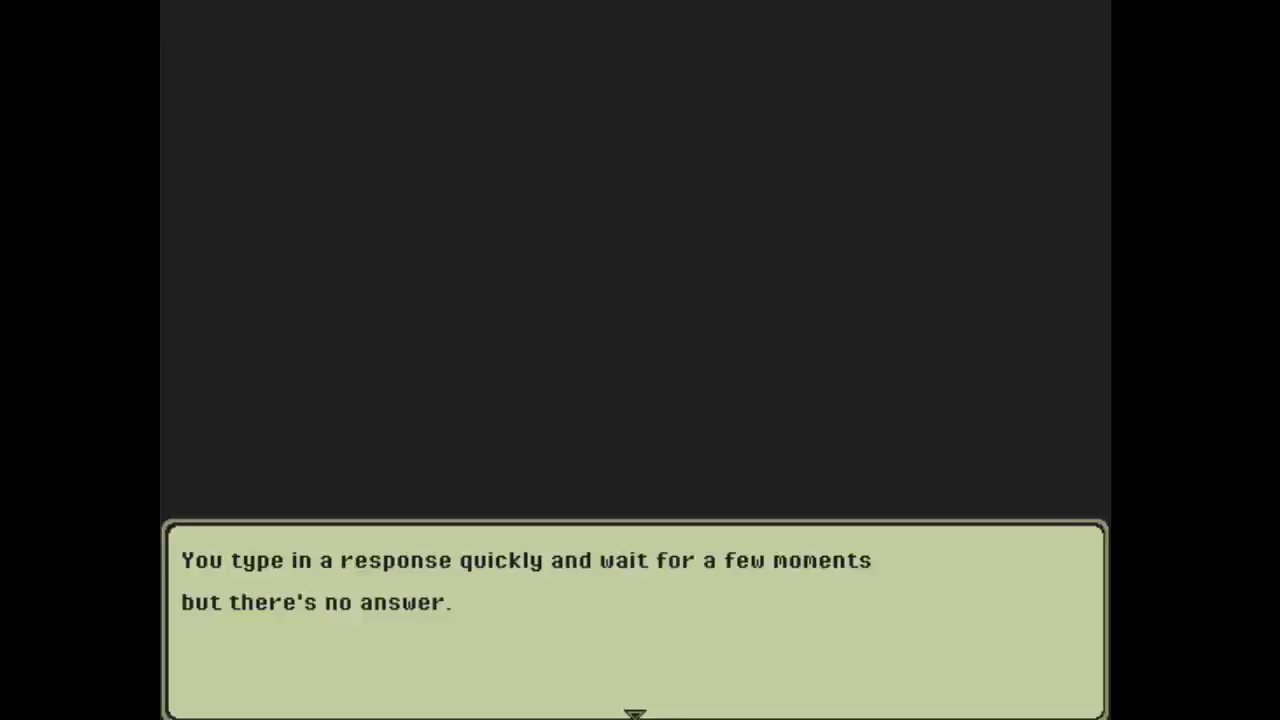 You type in a response quickly and wait for a few moments
but there's no answer.